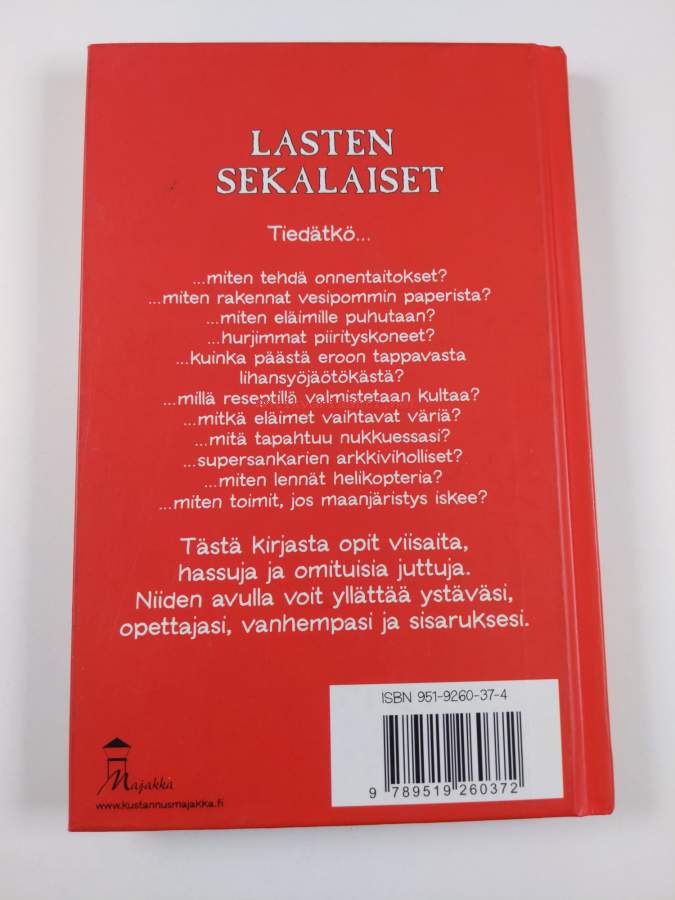 LASTEN
SEKALAISET
Tiedätkö...
...miten tehdä onnentaitokset?
...miten rakennat vesipommin paperista?
...miten eläimille puhutaan?
...hurjimmat piirityskoneet?
...kuinka päästä eroon tappavasta
lihansyöjäötökästä?
...millä reseptillä valmistetaan kultaa?
...mitkä eläimet vaihtavat väriä?
...mitä tapahtuu nukkuessasi?
...supersankarien arkkiviholliset?
...miten lennät helikopteria?
...miten toimit, jos maanjäristys iskee?
Tästä kirjasta opit viisaita,
hassuja ja omituisia juttuja.
Niiden avulla voit yllättää ystäväsi,
opettajasi, vanhempasi ja sisaruksesi.
ISBN 951-9260-37-4
9 789519 260372
Majakka
www.kustannusmajakka.fi